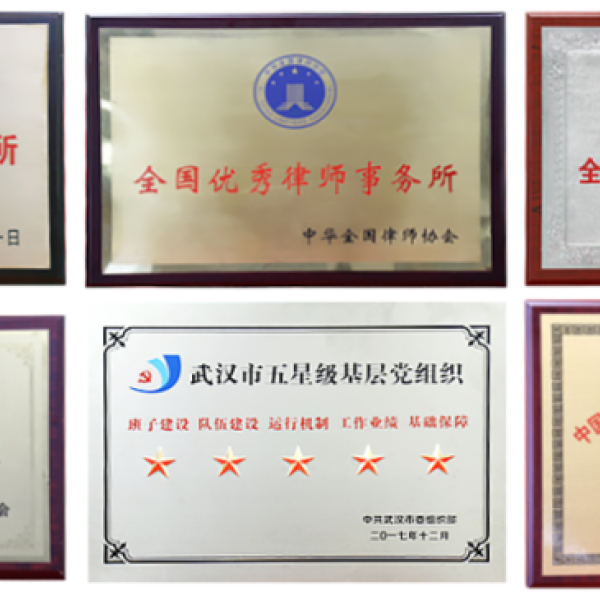 所
一日
全国优秀律师事务所
中华全国律师协会
全
会
武汉市五星级基层党组织
班子建设 队伍建设 运行机制 工作业绩 基础保障
中共武汉市委组织部
二〇一七年十二月
中国